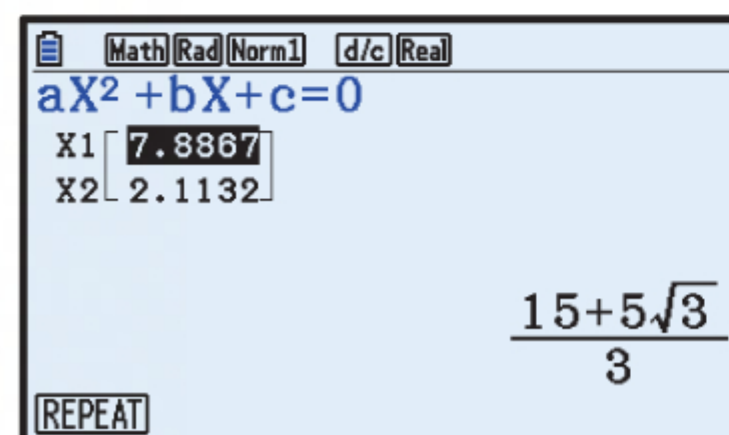 Math Rad Norm1 d/c Real
aX² +bX+c=0
X1[ 7.8867]
X2[ 2.1132]
15+5√3
3
REPEAT